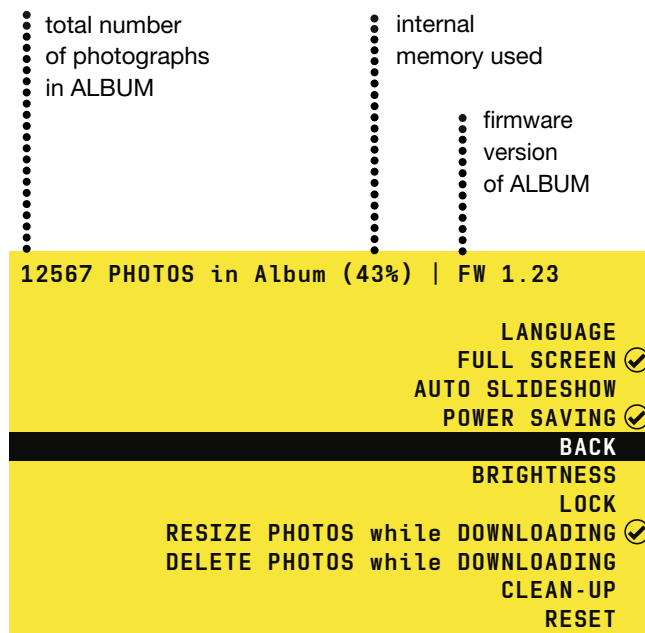 total number
of photographs
in ALBUM
internal
memory used
firmware
version
of ALBUM
12567 PHOTOS in Album (43%) | FW 1.23
LANGUAGE
FULL SCREEN
AUTO SLIDESHOW
POWER SAVING
BACK
BRIGHTNESS
LOCK
RESIZE PHOTOS while DOWNLOADING
DELETE PHOTOS while DOWNLOADING
CLEAN-UP
RESET